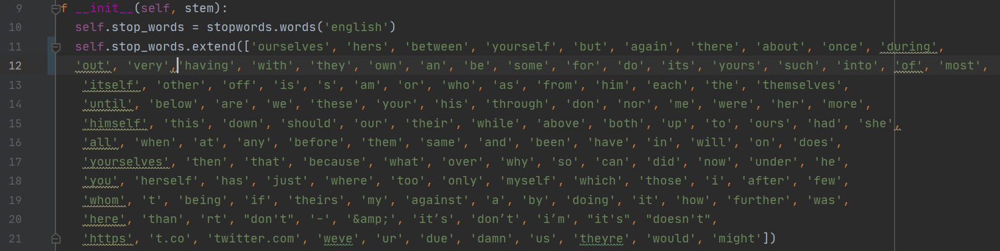 9 f __init__(self, stem):
10 self.stop_words = stopwords.words('english')
11 self.stop_words.extend(['ourselves', 'hers', 'between', 'yourself', 'but', 'again', 'there', 'about', 'once', 'during',
12 'out', 'very','having', 'with', 'they', 'own', 'an', 'be', 'some', 'for', 'do', 'its', 'yours', 'such', 'into', 'of', 'most',
13 'itself', 'other', 'off', 'is', 's', 'am', 'or', 'who', 'as', 'from', 'him', 'each', 'the', 'themselves',
14 'until', 'below', 'are', 'we', 'these', 'your', 'his', 'through', 'don', 'nor', 'me', 'were', 'her', 'more',
15 'himself', 'this', 'down', 'should', 'our', 'their', 'while', 'above', 'both', 'up', 'to', 'ours', 'had', 'she',
16 'all', 'when', 'at', 'any', 'before', 'them', 'same', 'and', 'been', 'have', 'in', 'will', 'on', 'does',
17 'yourselves', 'then', 'that', 'because', 'what', 'over', 'why', 'so', 'can', 'did', 'now', 'under', 'he',
18 'you', 'herself', 'has', 'just', 'where', 'too', 'only', 'myself', 'which', 'those', 'i', 'after', 'few',
19 'whom', 't', 'being', 'if', 'theirs', 'my', 'against', 'a', 'by', 'doing', 'it', 'how', 'further', 'was',
20 'here', 'than', 'rt', "don't", '-', '&amp;', 'it’s', 'don’t', 'i’m', "it's", "doesn't",
21 'https', 't.co', 'twitter.com', 'weve', 'ur', 'due', 'damn', 'us', 'theyre', 'would', 'might'])